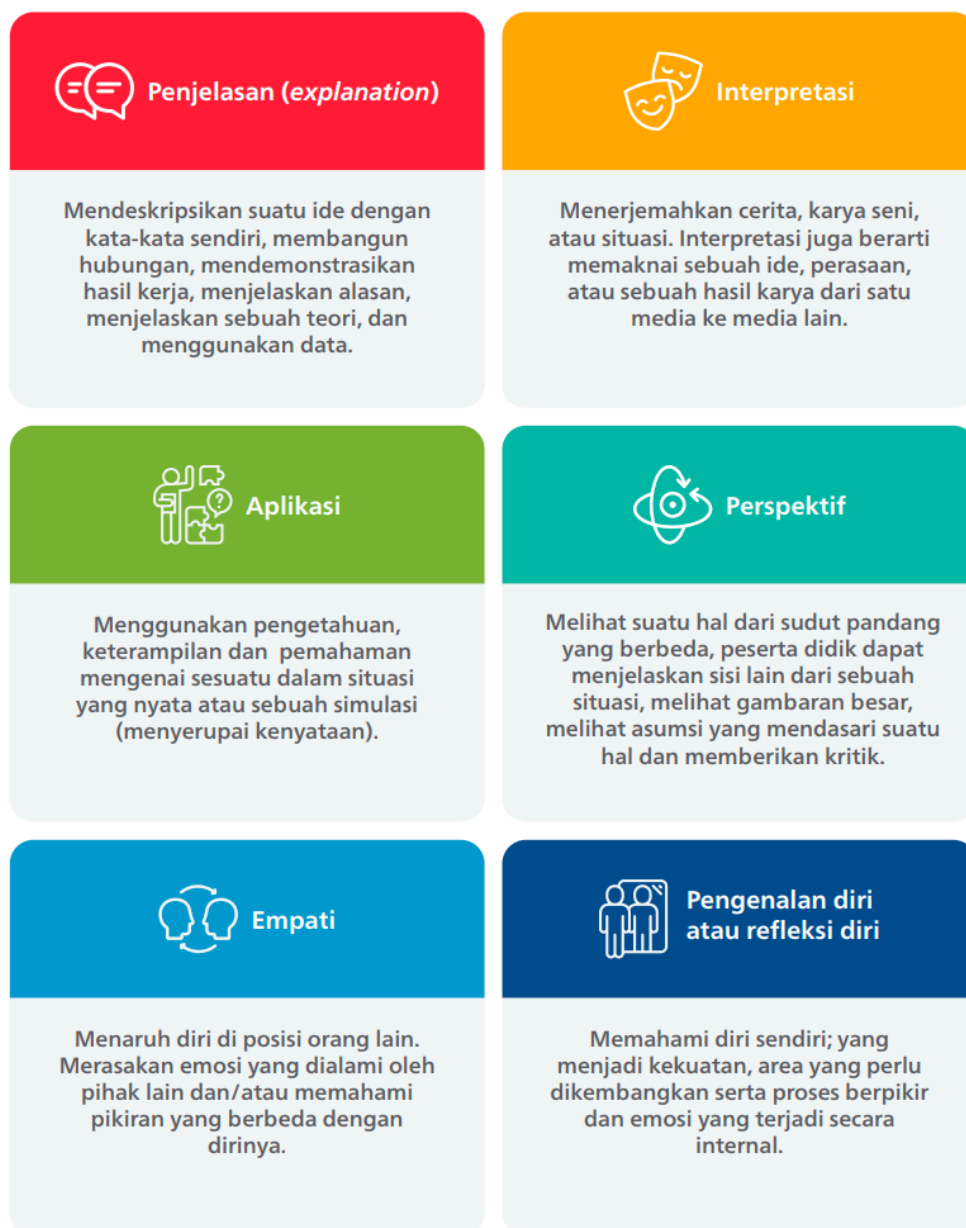 Penjelasan (explanation)
Mendeskripsikan suatu ide dengan
kata-kata sendiri, membangun
hubungan, mendemonstrasikan
hasil kerja, menjelaskan alasan,
menjelaskan sebuah teori, dan
menggunakan data.
Interpretasi
Menerjemahkan cerita, karya seni,
atau situasi. Interpretasi juga berarti
memaknai sebuah ide, perasaan,
atau sebuah hasil karya dari satu
media ke media lain.
Aplikasi
Menggunakan pengetahuan,
keterampilan dan pemahaman
mengenai sesuatu dalam situasi
yang nyata atau sebuah simulasi
(menyerupai kenyataan).
Perspektif
Melihat suatu hal dari sudut pandang
yang berbeda, peserta didik dapat
menjelaskan sisi lain dari sebuah
situasi, melihat gambaran besar,
melihat asumsi yang mendasari suatu
hal dan memberikan kritik.
Empati
Menaruh diri di posisi orang lain.
Merasakan emosi yang dialami oleh
pihak lain dan/atau memahami
pikiran yang berbeda dengan
dirinya.
Pengenalan diri
atau refleksi diri
Memahami diri sendiri; yang
menjadi kekuatan, area yang perlu
dikembangkan serta proses berpikir
dan emosi yang terjadi secara
internal.